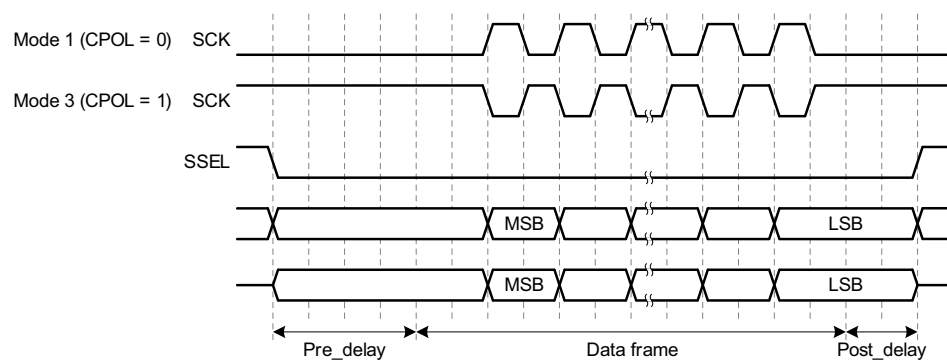 Mode 1 (CPOL = 0) SCK
Mode 3 (CPOL = 1) SCK
SSEL
MSB LSB
MSB LSB
Pre_delay Data frame Post_delay